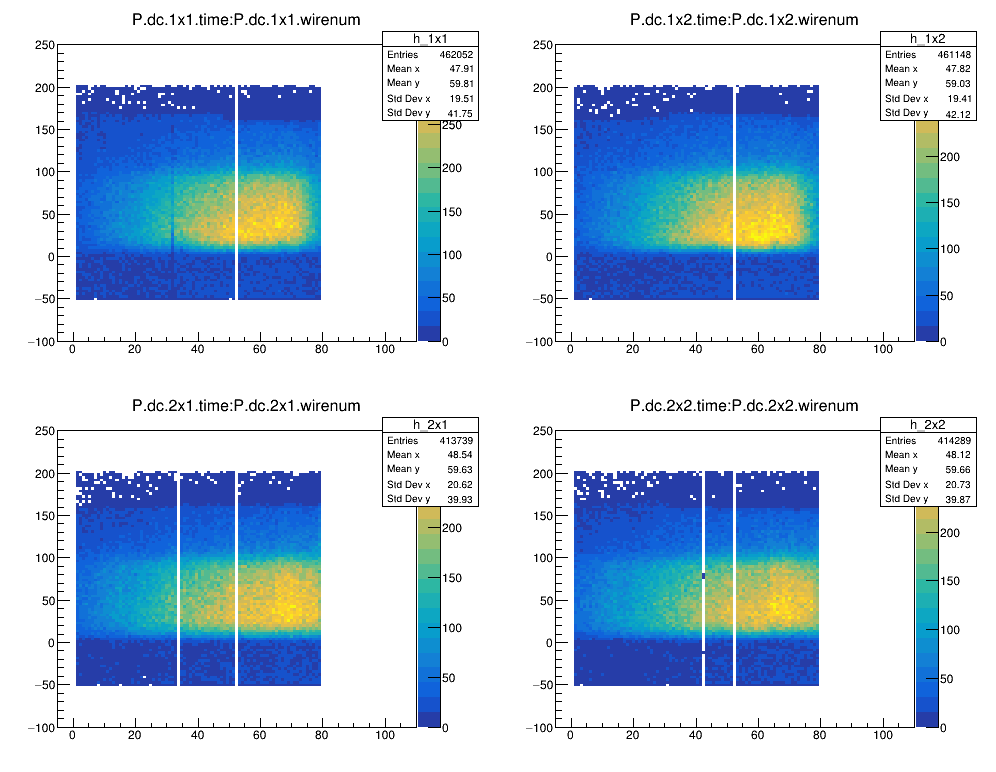 P.dc.1x1.time:P.dc.1x1.wirenum
h_1x1
Entries 462052
Mean x 47.91
Mean y 59.81
Std Dev x 19.51
Std Dev y 41.75
250
200
150
100
50
0
−50
−100
0 20 40 60 80 100
250
200
150
100
50
0
P.dc.1x2.time:P.dc.1x2.wirenum
h_1x2
Entries 461148
Mean x 47.82
Mean y 59.03
Std Dev x 19.41
Std Dev y 42.12
250
200
150
100
50
0
−50
−100
0 20 40 60 80 100
200
150
100
50
0
P.dc.2x1.time:P.dc.2x1.wirenum
h_2x1
Entries 413739
Mean x 48.54
Mean y 59.63
Std Dev x 20.62
Std Dev y 39.93
250
200
150
100
50
0
−50
−100
0 20 40 60 80 100
200
150
100
50
0
P.dc.2x2.time:P.dc.2x2.wirenum
h_2x2
Entries 414289
Mean x 48.12
Mean y 59.66
Std Dev x 20.73
Std Dev y 39.87
250
200
150
100
50
0
−50
−100
0 20 40 60 80 100
200
150
100
50
0